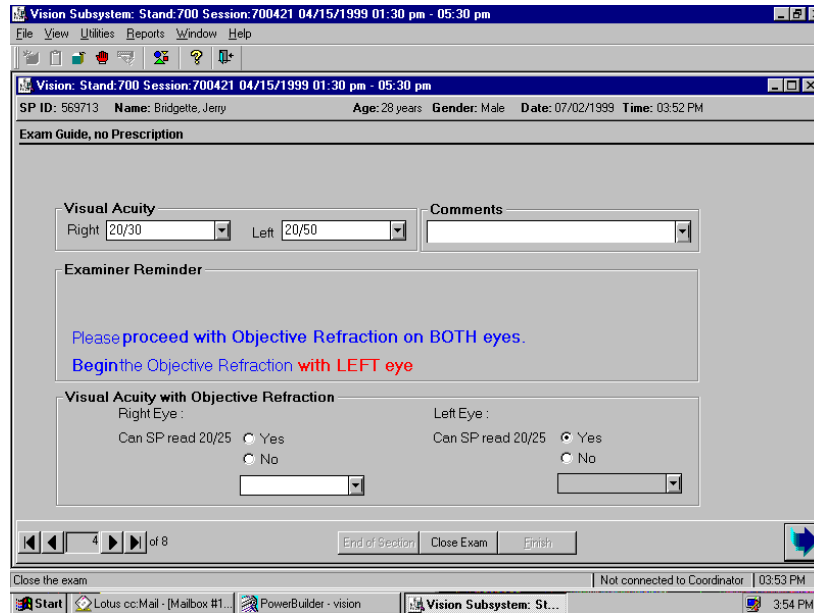 Vision Subsystem: Stand:700 Session:700421 04/15/1999 01:30 pm - 05:30 pm
File View Utilities Reports Window Help
Vision: Stand:700 Session:700421 04/15/1999 01:30 pm - 05:30 pm
SP ID: 569713 Name: Bridgette, Jerry Age: 28 years Gender: Male Date: 07/02/1999 Time: 03:52 PM
Exam Guide, no Prescription
Visual Acuity Comments
Right 20/30 Left 20/50
Examiner Reminder
Please proceed with Objective Refraction on BOTH eyes.
Begin the Objective Refraction with LEFT eye
Visual Acuity with Objective Refraction
Right Eye : Left Eye :
Can SP read 20/25 Yes Can SP read 20/25 Yes
No No
4 of 8 End of Section Close Exam Finish
Close the exam Not connected to Coordinator 03:53 PM
Start Lotus cc:Mail - [Mailbox #1... PowerBuilder - vision Vision Subsystem: St... 3:54 PM